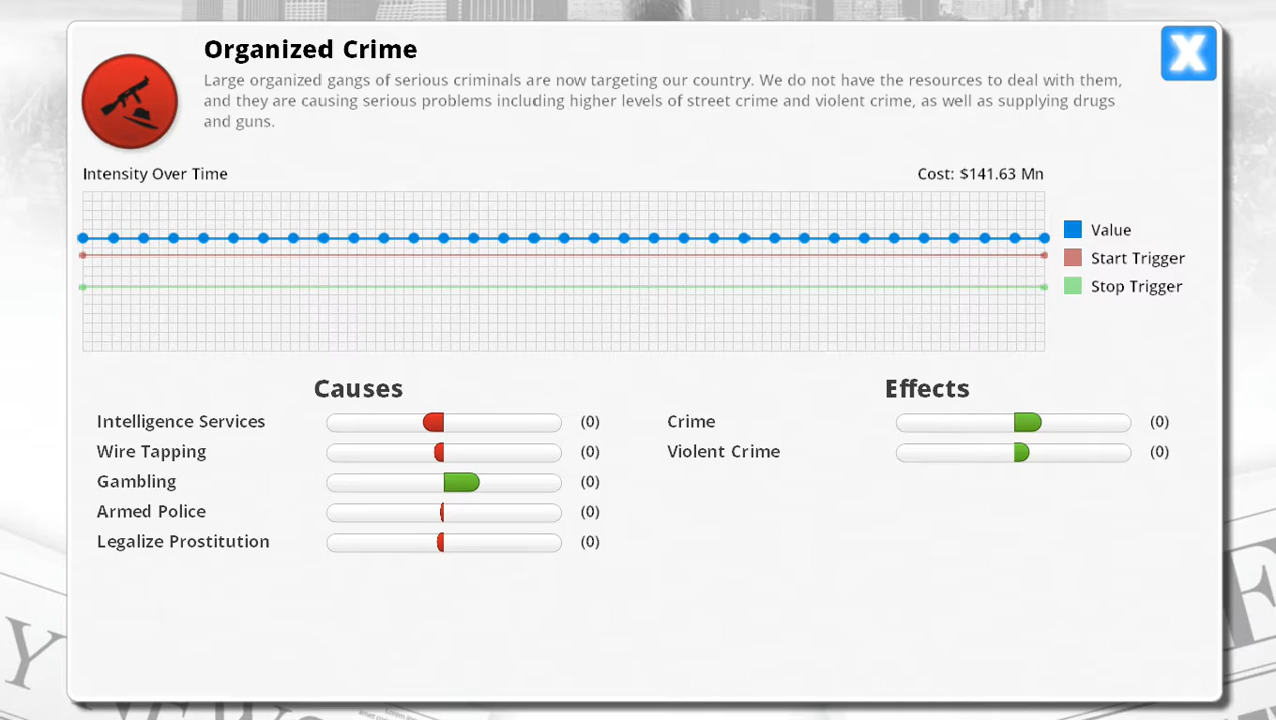 Organized Crime
X
Large organized gangs of serious criminals are now targeting our country. We do not have the resources to deal with them,
and they are causing serious problems including higher levels of street crime and violent crime, as well as supplying drugs
and guns.
Intensity Over Time
Cost: $141.63 Mn
Value
Start Trigger
Stop Trigger
Causes
Effects
Intelligence Services (0)
Crime (0)
Wire Tapping (0)
Violent Crime (0)
Gambling (0)
Armed Police (0)
Legalize Prostitution (0)